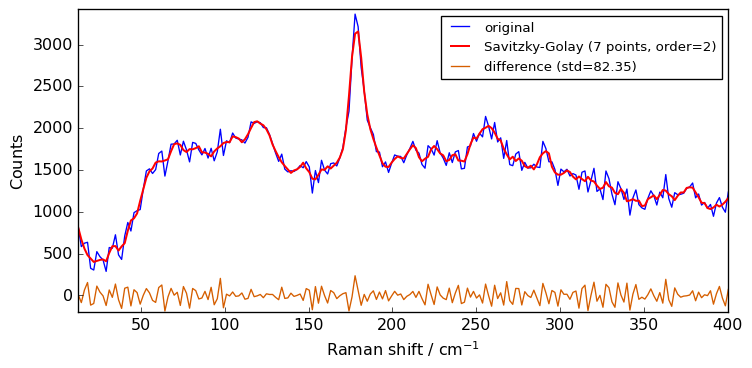 original
Savitzky-Golay (7 points, order=2)
difference (std=82.35)
3000
2500
2000
1500
1000
500
0
Counts
50 100 150 200 250 300 350 400
Raman shift / cm⁻¹